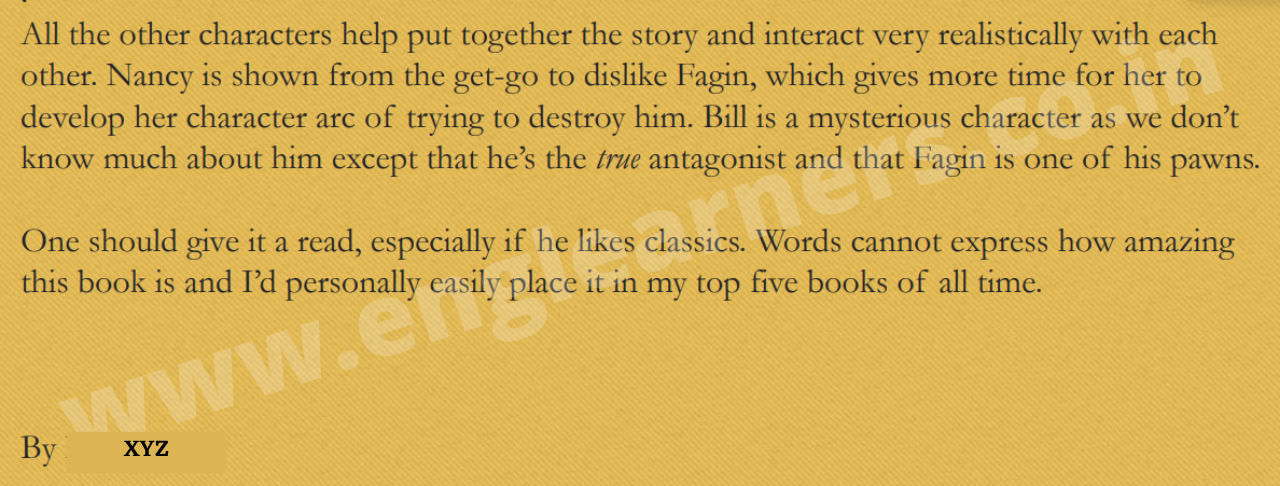 All the other characters help put together the story and interact very realistically with each
other. Nancy is shown from the get-go to dislike Fagin, which gives more time for her to
develop her character arc of trying to destroy him. Bill is a mysterious character as we don't
know much about him except that he's the true antagonist and that Fagin is one of his pawns.
One should give it a read, especially if he likes classics. Words cannot express how amazing
this book is and I'd personally easily place it in my top five books of all time.
www.englearners.co.in
By XYZ